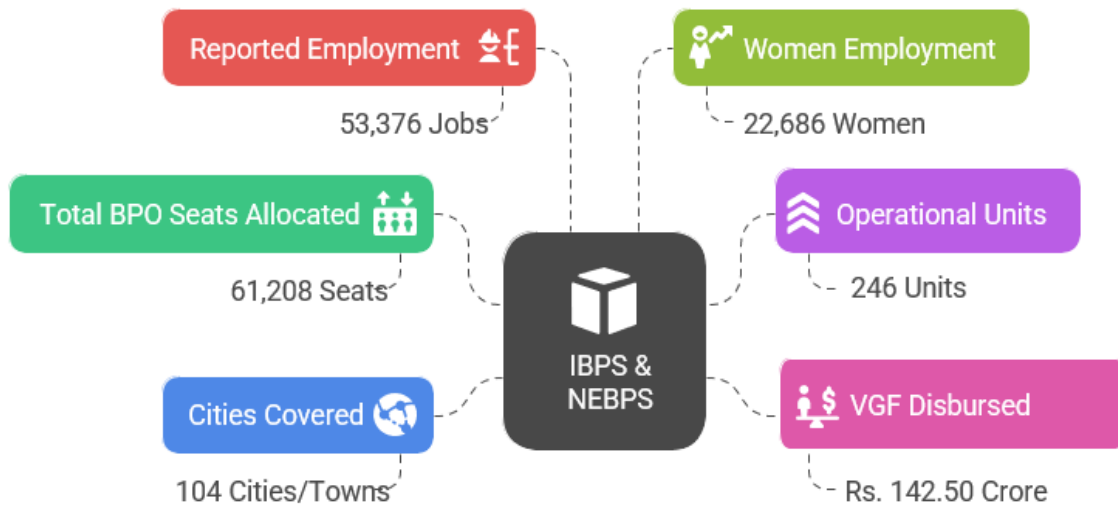 Reported Employment
53,376 Jobs
Women Employment
22,686 Women
Total BPO Seats Allocated
61,208 Seats
Operational Units
246 Units
IBPS &
NEBPS
Cities Covered
104 Cities/Towns
VGF Disbursed
$
Rs. 142.50 Crore